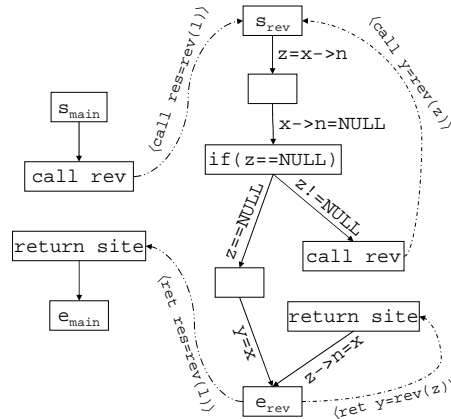 s_rev
z=x->n
⟨call res=rev(l)⟩
⟨call y=rev(z)⟩
s_main
x->n=NULL
call rev
if(z==NULL)
z==NULL
z!=NULL
return site
call rev
e_main
⟨ret res=rev(l)⟩
y=x
return site
z->n=x
e_rev
⟨ret y=rev(z)⟩